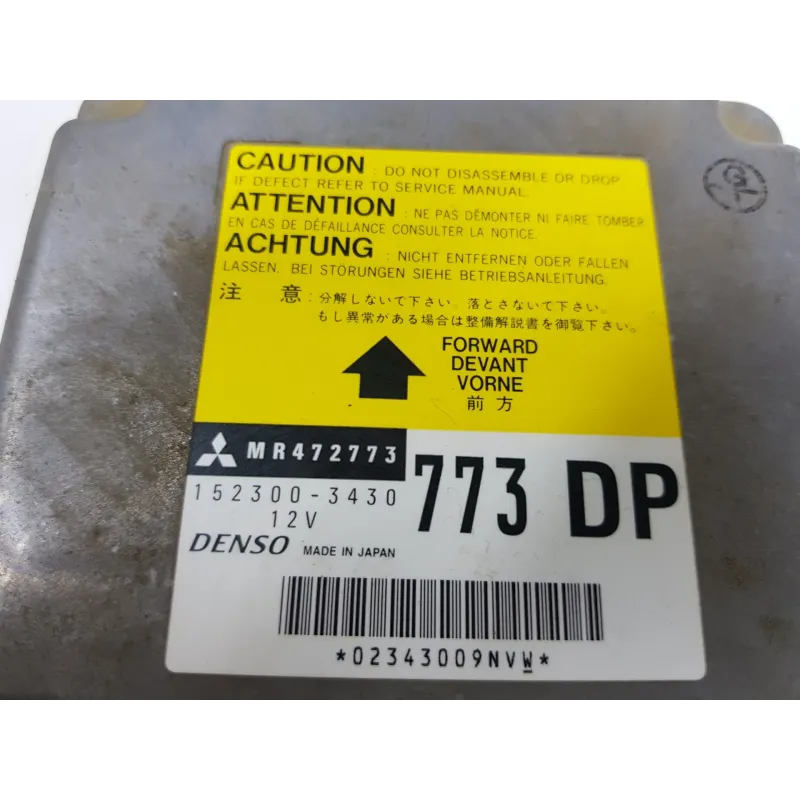 CAUTION : DO NOT DISASSEMBLE OR DROP.
IF DEFECT REFER TO SERVICE MANUAL.
ATTENTION : NE PAS DÉMONTER NI FAIRE TOMBER.
EN CAS DE DÉFAILLANCE CONSULTER LA NOTICE.
ACHTUNG : NICHT ENTFERNEN ODER FALLEN
LASSEN. BEI STÖRUNGEN SIEHE BETRIEBSANLEITUNG.
注 意 : 分解しないで下さい。落とさないで下さい。
もし異常がある場合は整備解説書を御覧下さい。
FORWARD
DEVANT
VORNE
前 方
MR472773
773 DP
152300-3430
12V
DENSO MADE IN JAPAN
*02343009NVW*